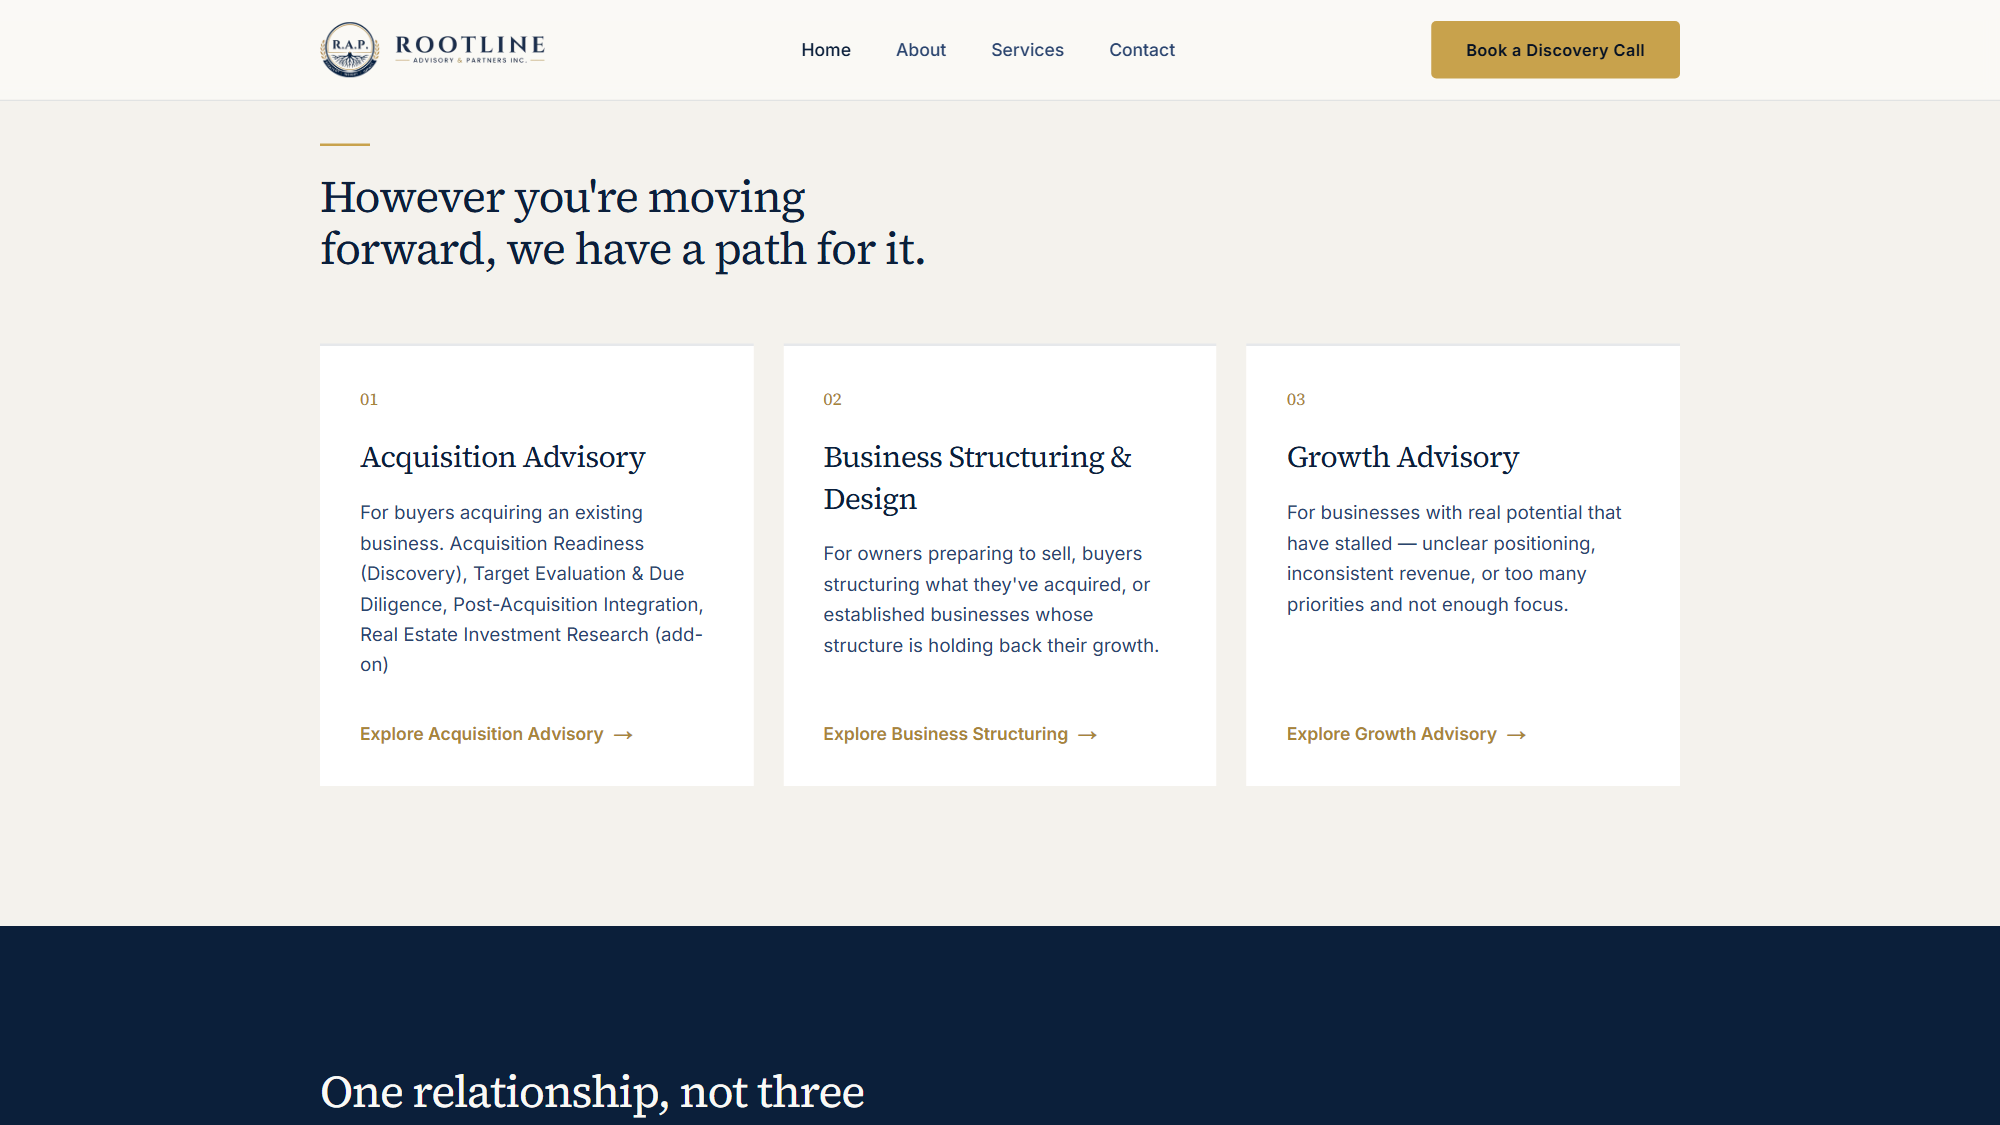 R.A.P.
ROOTLINE
ADVISORY & PARTNERS INC.
Home
About
Services
Contact
Book a Discovery Call
However you're moving
forward, we have a path for it.
01
Acquisition Advisory
For buyers acquiring an existing
business. Acquisition Readiness
(Discovery), Target Evaluation & Due
Diligence, Post-Acquisition Integration,
Real Estate Investment Research (add-
on)
Explore Acquisition Advisory →
02
Business Structuring &
Design
For owners preparing to sell, buyers
structuring what they've acquired, or
established businesses whose
structure is holding back their growth.
Explore Business Structuring →
03
Growth Advisory
For businesses with real potential that
have stalled — unclear positioning,
inconsistent revenue, or too many
priorities and not enough focus.
Explore Growth Advisory →
One relationship, not three